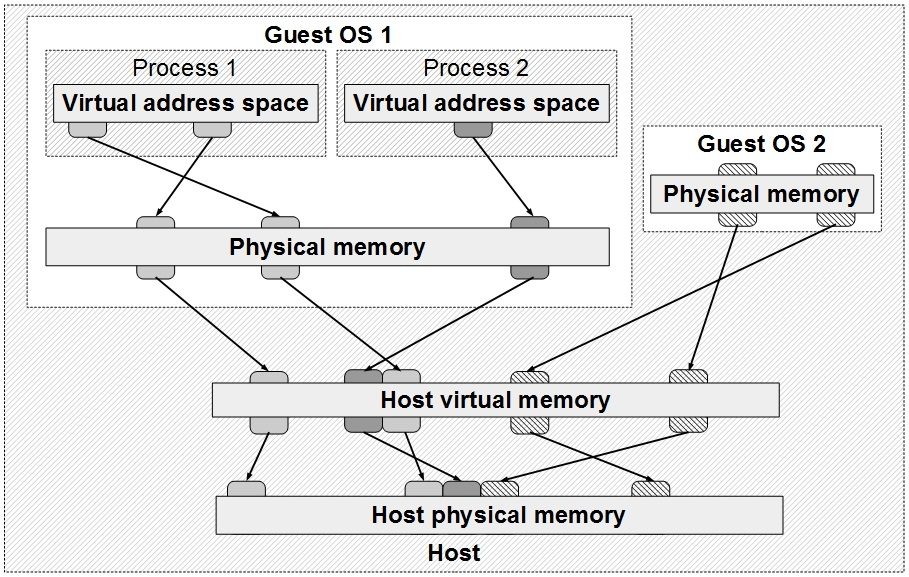 Guest OS 1
Process 1
Virtual address space
Process 2
Virtual address space
Guest OS 2
Physical memory
Physical memory
Host virtual memory
Host physical memory
Host